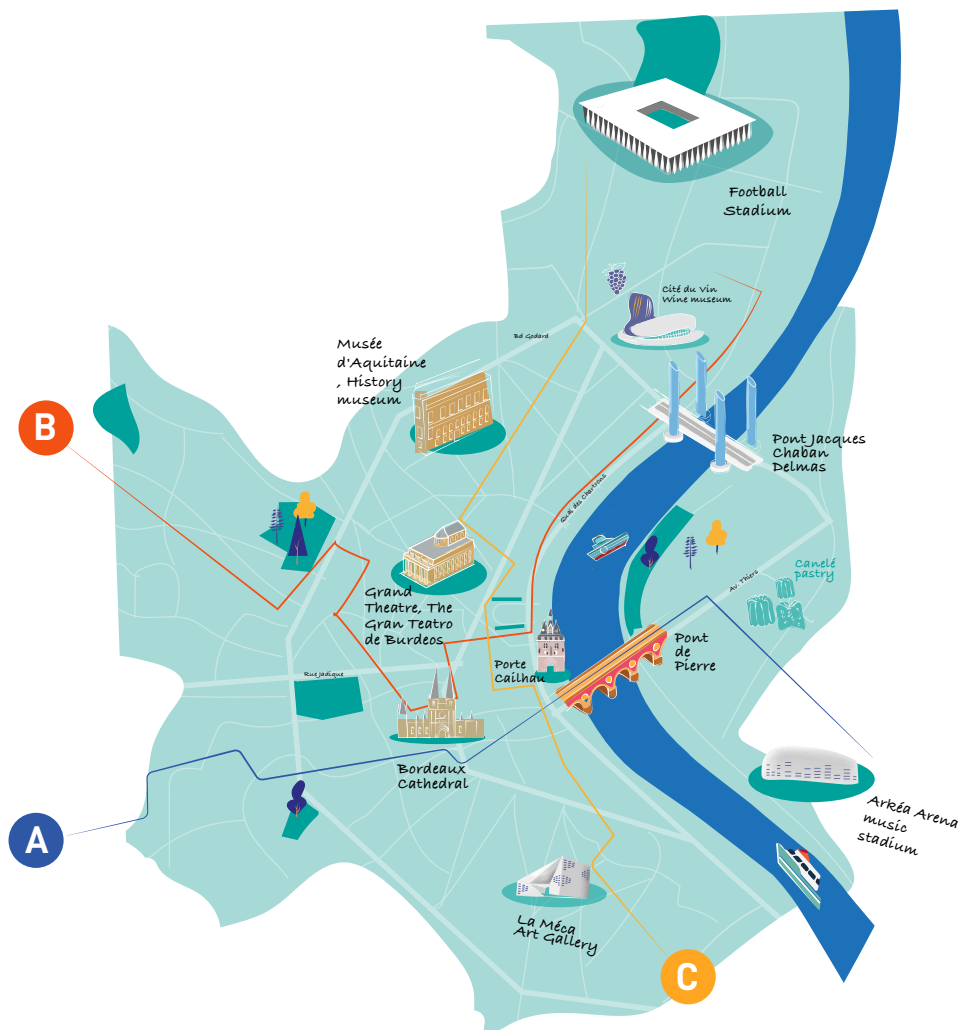 Football
Stadium
Cité du Vin
Wine museum
Bd Godard
Musée
d'Aquitaine
, History
museum
B
Pont Jacques
Chaban
Delmas
Quai des Chartrons
Canelé
pastry
Av. Thiers
Grand
Theatre, The
Gran Teatro
de Burdeos
Pont
de
Pierre
Porte
Cailhau
Rue Judique
Bordeaux
Cathedral
Arkéa Arena
music
stadium
A
La Méca
Art Gallery
C